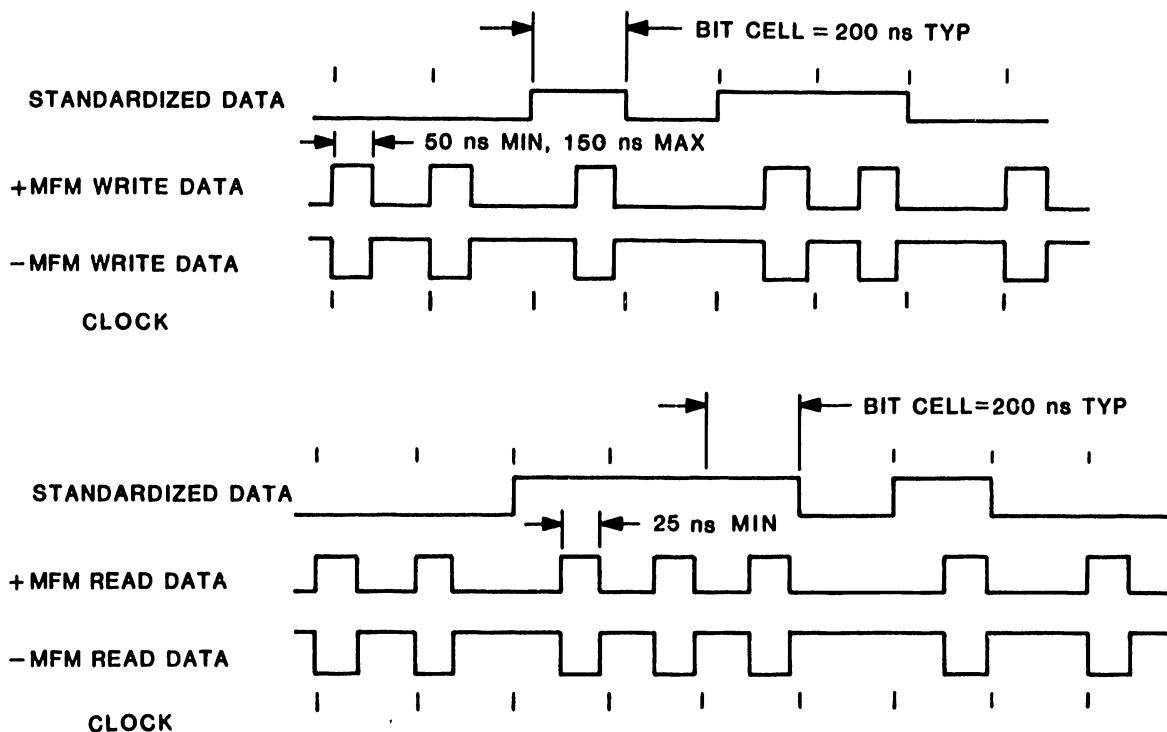 BIT CELL = 200 ns TYP
STANDARDIZED DATA
50 ns MIN, 150 ns MAX
+MFM WRITE DATA
−MFM WRITE DATA
CLOCK
BIT CELL=200 ns TYP
STANDARDIZED DATA
25 ns MIN
+MFM READ DATA
−MFM READ DATA
CLOCK